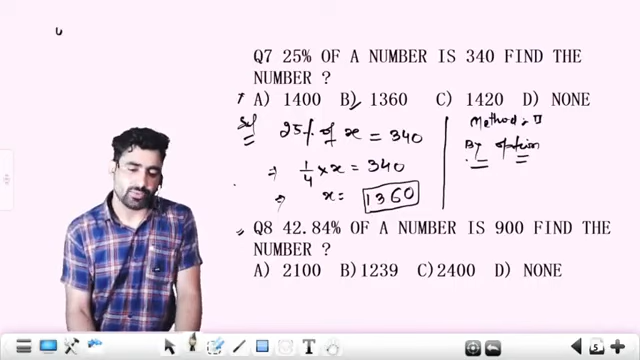 Q7 25% OF A NUMBER IS 340 FIND THE
NUMBER ?
A) 1400 B) 1360 C) 1420 D) NONE
Sol 25% of x = 340
⇒ 1/4 × x = 340
⇒ x = 1360
Method - II
By option
Q8 42.84% OF A NUMBER IS 900 FIND THE
NUMBER ?
A) 2100 B)1239 C)2400 D) NONE
T
5